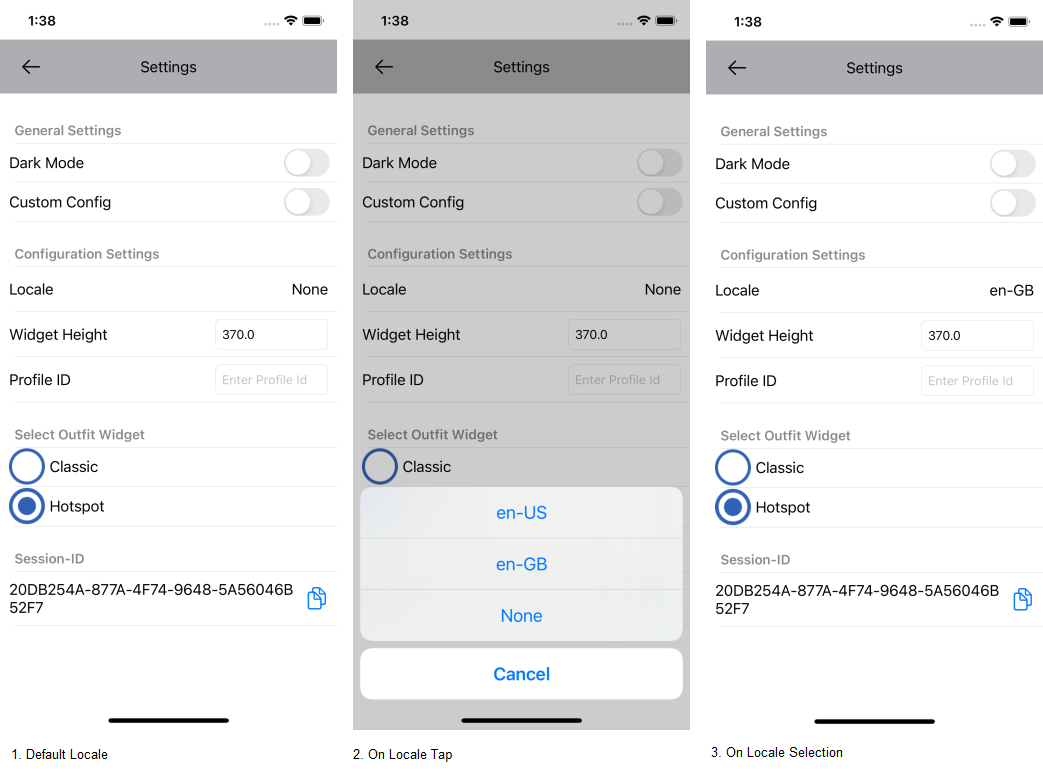 1:38
Settings
General Settings
Dark Mode
Custom Config
Configuration Settings
Locale None
Widget Height 370.0
Profile ID Enter Profile Id
Select Outfit Widget
Classic
Hotspot
Session-ID
20DB254A-877A-4F74-9648-5A56046B
52F7
1. Default Locale
1:38
Settings
General Settings
Dark Mode
Custom Config
Configuration Settings
Locale None
Widget Height 370.0
Profile ID Enter Profile Id
Select Outfit Widget
Classic
en-US
en-GB
None
Cancel
2. On Locale Tap
1:38
Settings
General Settings
Dark Mode
Custom Config
Configuration Settings
Locale en-GB
Widget Height 370.0
Profile ID Enter Profile Id
Select Outfit Widget
Classic
Hotspot
Session-ID
20DB254A-877A-4F74-9648-5A56046B
52F7
3. On Locale Selection